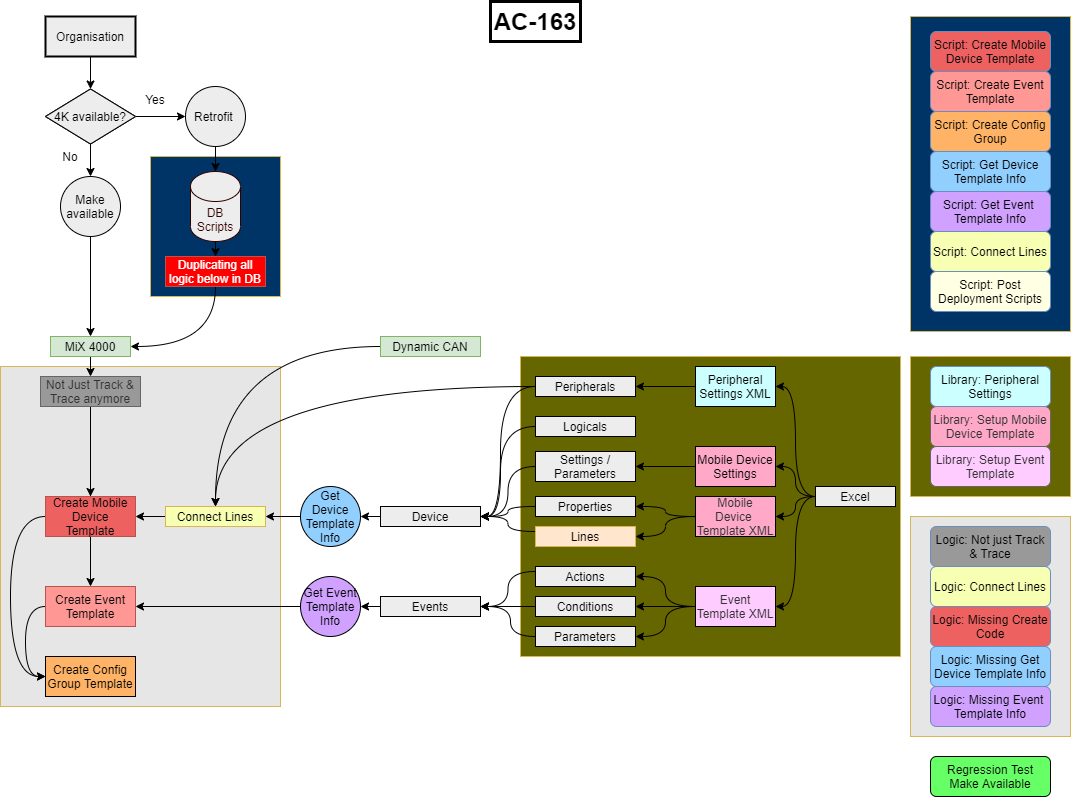 AC-163
Organisation
4K available?
Yes
Retrofit
No
Make
available
DB
Scripts
Duplicating all
logic below in DB
MiX 4000
Dynamic CAN
Not Just Track &
Trace anymore
Create Mobile
Device
Template
Connect Lines
Get
Device
Template
Info
Device
Create Event
Template
Get Event
Template
Info
Events
Create Config
Group Template
Peripherals
Logicals
Settings /
Parameters
Properties
Lines
Actions
Conditions
Parameters
Peripheral
Settings XML
Mobile Device
Settings
Mobile
Device
Template XML
Event
Template XML
Excel
Script: Create Mobile
Device Template
Script: Create Event
Template
Script: Create Config
Group
Script: Get Device
Template Info
Script: Get Event
Template Info
Script: Connect Lines
Script: Post
Deployment Scripts
Library: Peripheral
Settings
Library: Setup Mobile
Device Template
Library: Setup Event
Template
Logic: Not just Track
& Trace
Logic: Connect Lines
Logic: Missing Create
Code
Logic: Missing Get
Device Template Info
Logic: Missing Event
Template Info
Regression Test
Make Available